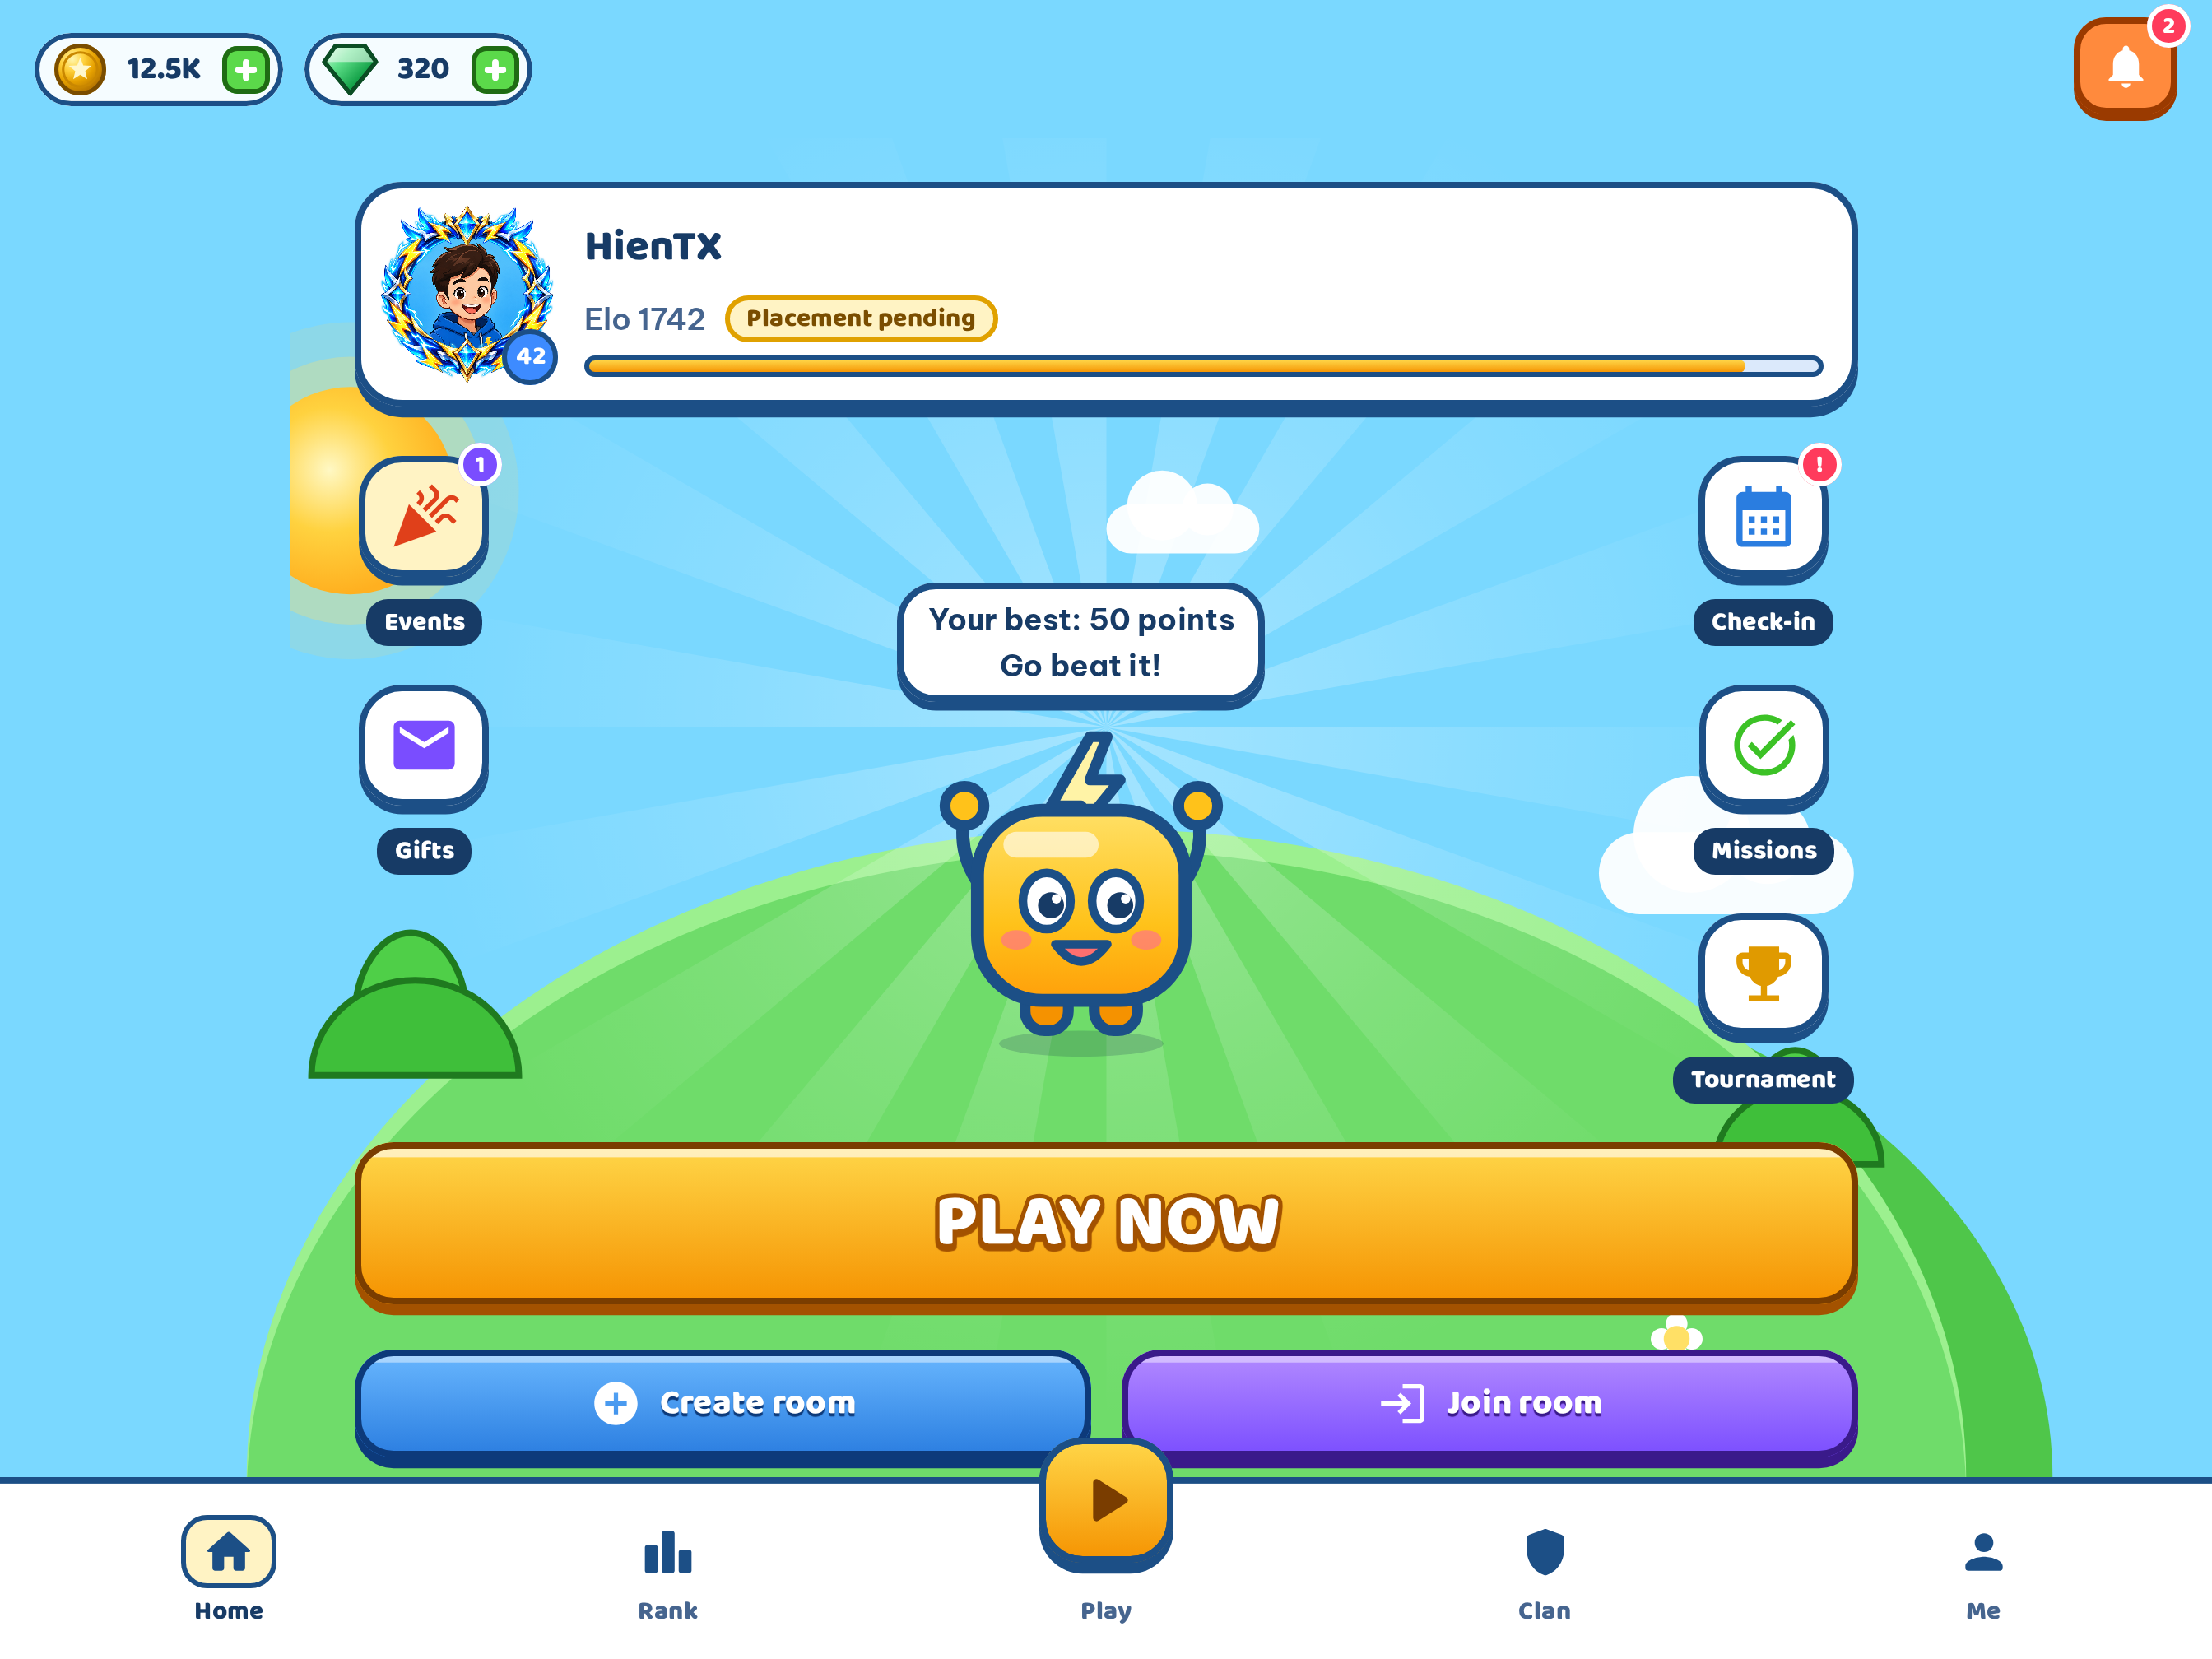 12.5K
320
2
HienTX
Elo 1742
Placement pending
42
1
!
Events
Check-in
Your best: 50 points
Go beat it!
Gifts
Missions
Tournament
PLAY NOW
Create room
Join room
Home
Rank
Play
Clan
Me